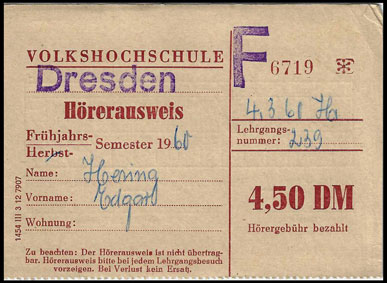 VOLKSHOCHSCHULE
Dresden
Hörerausweis
Frühjahrs-
Herbst- Semester 1960
Name: Hering
Vorname: Edgard
Wohnung:
Zu beachten: Der Hörerausweis ist nicht übertrag-
bar. Hörerausweis bitte bei jedem Lehrgangsbesuch
vorzeigen. Bei Verlust kein Ersatz.
1454 III 3 12 7907
F 6719
4.3.60 Ha
Lehrgangs-
nummer: 239
4,50 DM
Hörergebühr bezahlt